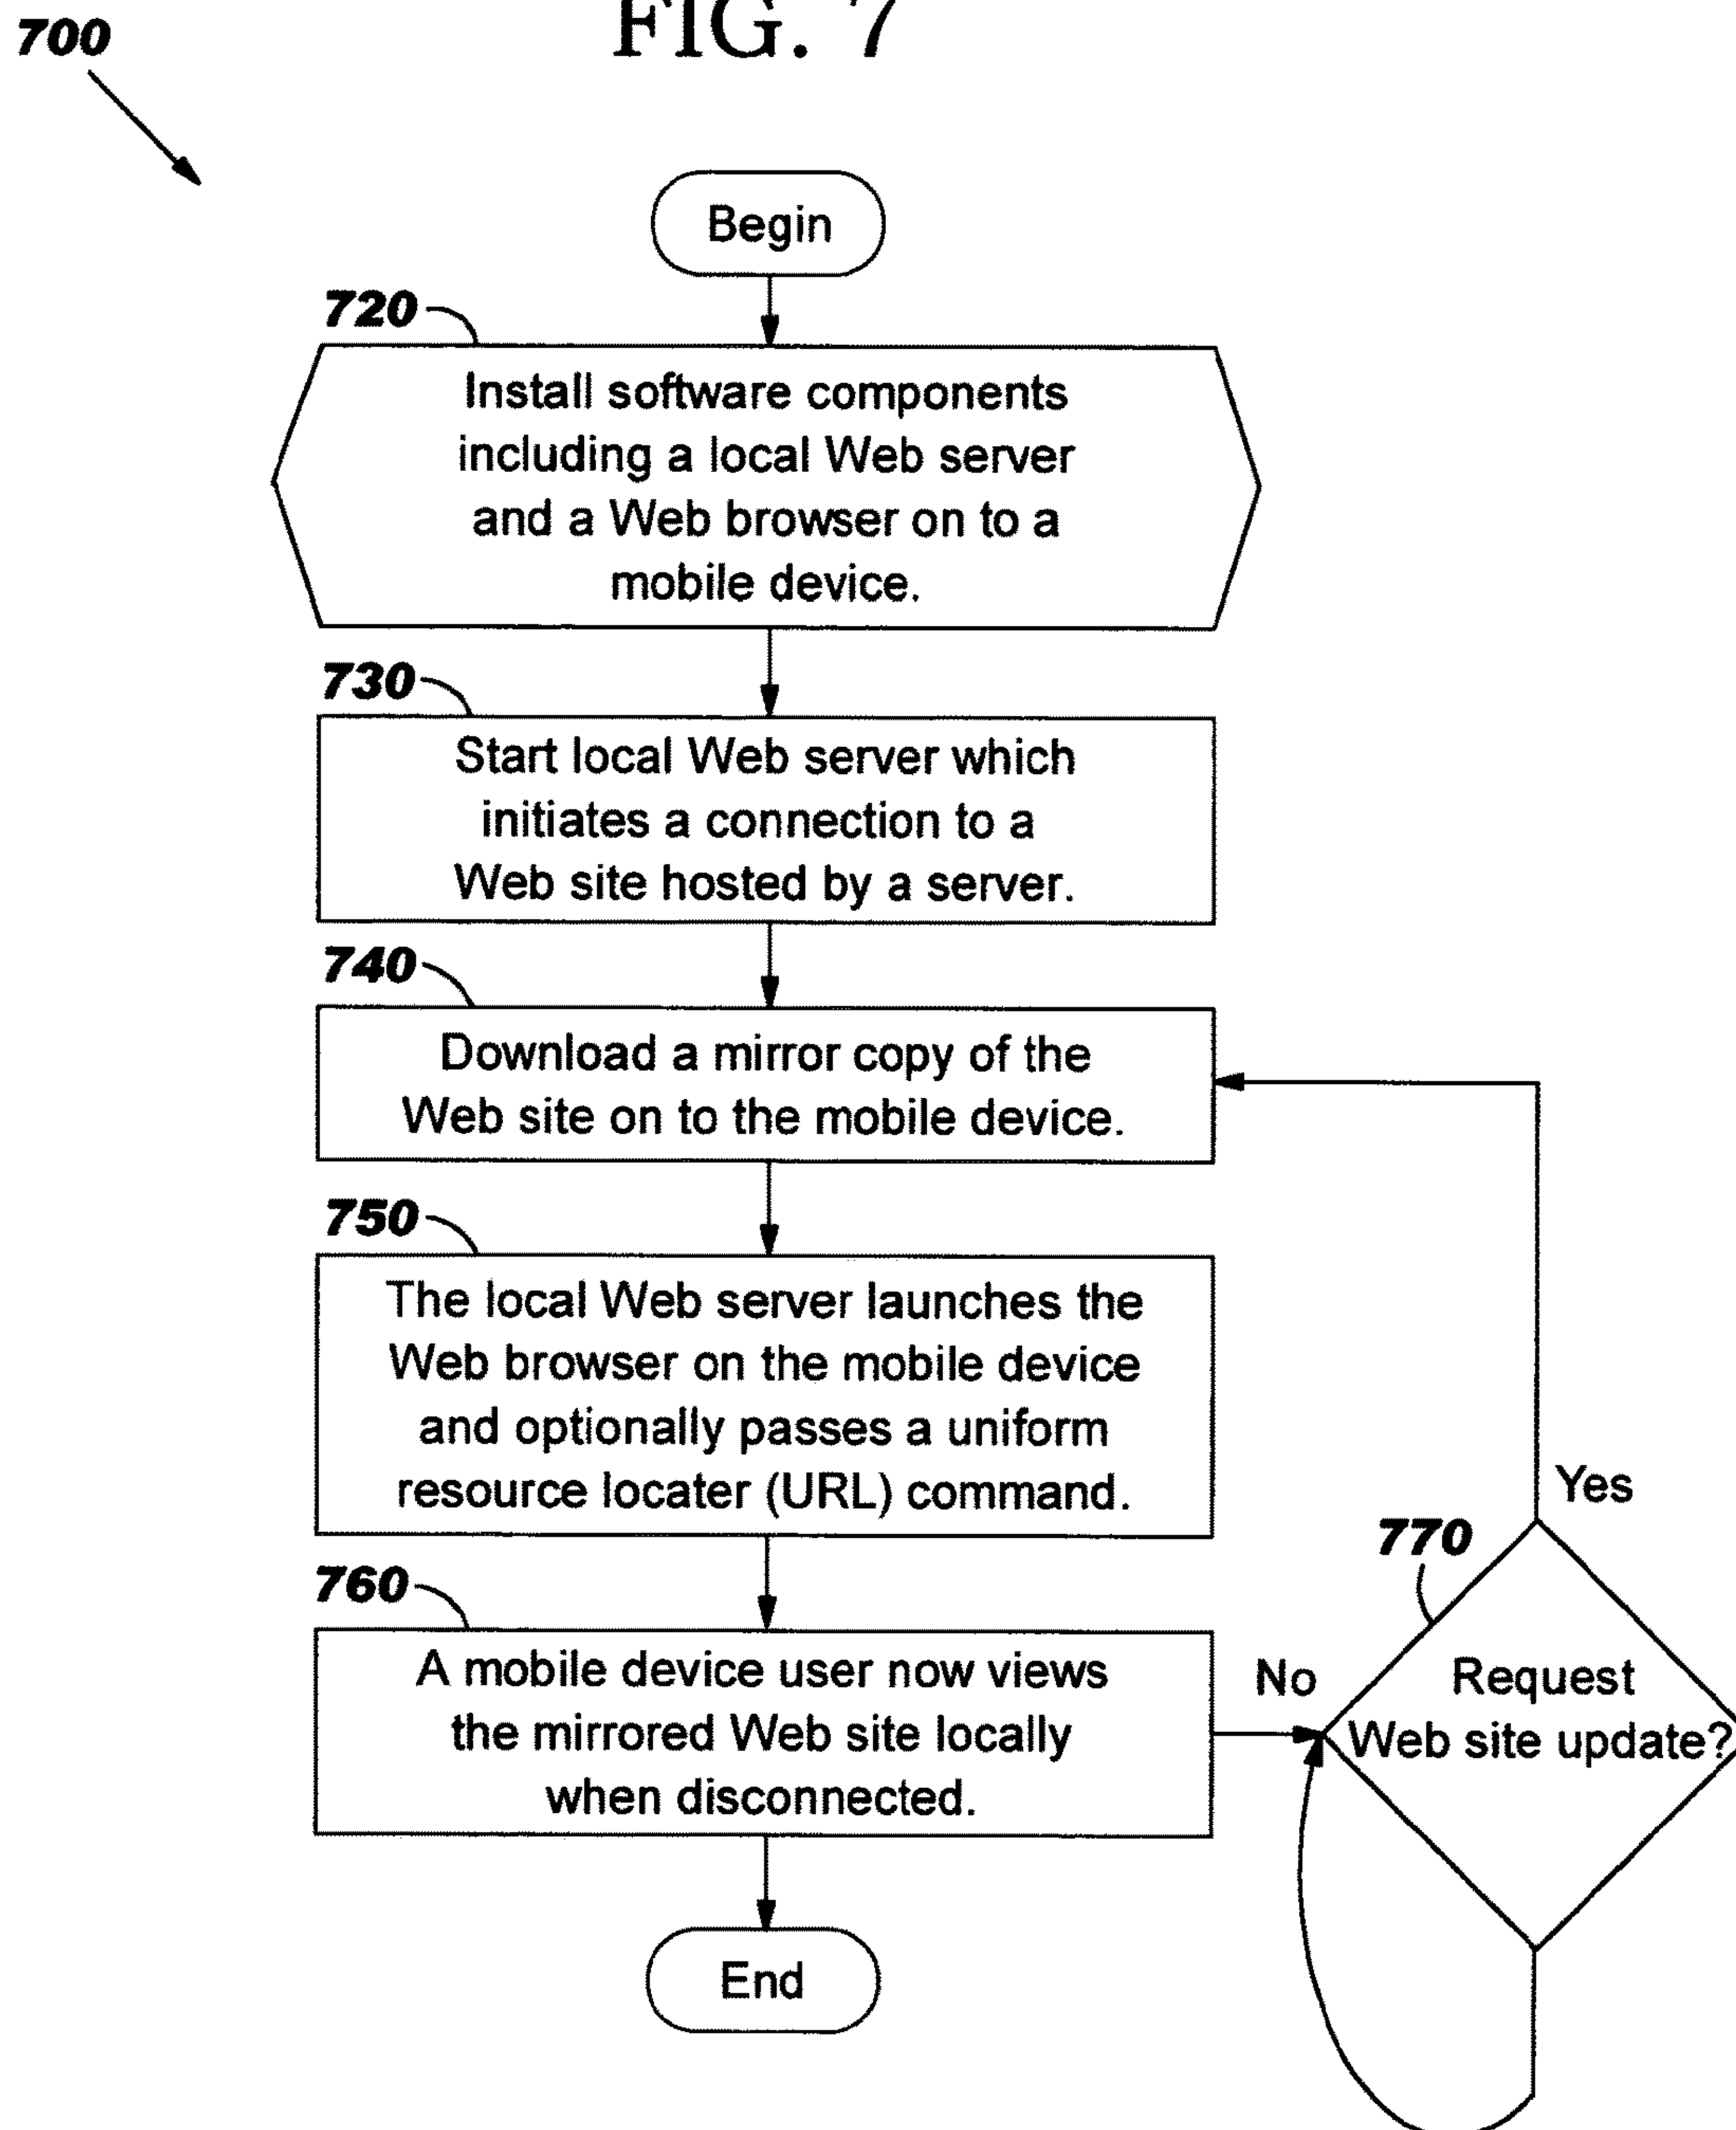 700
FIG. 7
Begin
720
Install software components
including a local Web server
and a Web browser on to a
mobile device.
730
Start local Web server which
initiates a connection to a
Web site hosted by a server.
740
Download a mirror copy of the
Web site on to the mobile device.
750
The local Web server launches the
Web browser on the mobile device
and optionally passes a uniform
resource locater (URL) command.
Yes
770
760
A mobile device user now views
the mirrored Web site locally
when disconnected.
No
Request
Web site update?
End